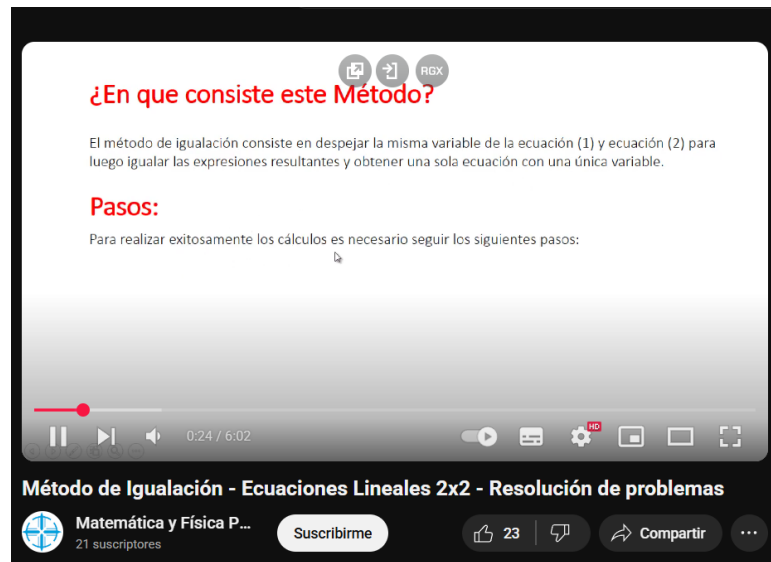 RGX
¿En que consiste este Método?
El método de igualación consiste en despejar la misma variable de la ecuación (1) y ecuación (2) para
luego igualar las expresiones resultantes y obtener una sola ecuación con una única variable.
Pasos:
Para realizar exitosamente los cálculos es necesario seguir los siguientes pasos:
0:24 / 6:02
HD
Método de Igualación - Ecuaciones Lineales 2x2 - Resolución de problemas
Matemática y Física P...
21 suscriptores
Suscribirme
23
Compartir